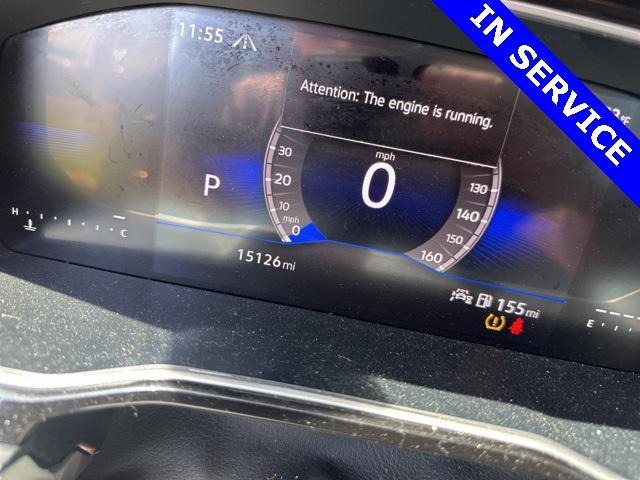 IN SERVICE
11:55
°F
Attention: The engine is running.
30
20
10
mph
0
mph
0
130
140
150
160
P
H
C
15126 mi
155 mi
E